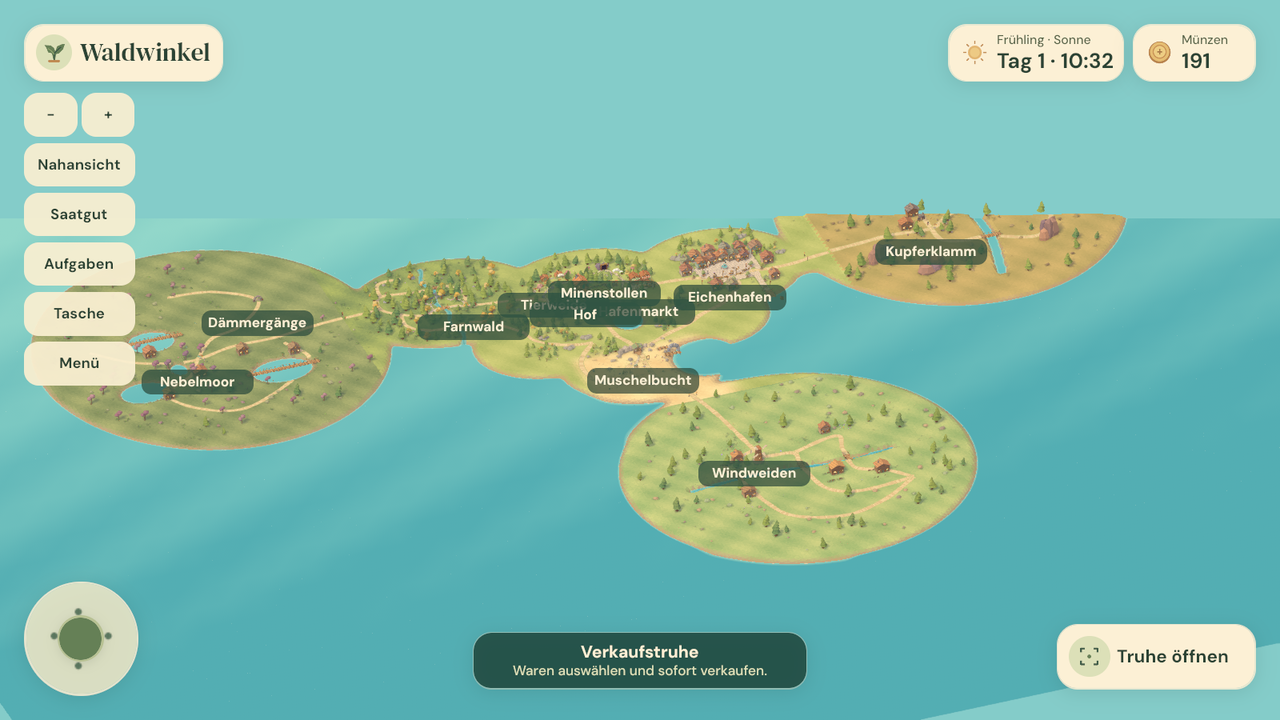 Waldwinkel
Frühling · Sonne
Tag 1 · 10:32
Münzen
191
-
+
Nahansicht
Saatgut
Aufgaben
Tasche
Menü
Kupferklamm
Minenstollen
Eichenhafen
Hof
Dämmergänge
Farnwald
Nebelmoor
Muschelbucht
Windweiden
Verkaufstruhe
Waren auswählen und sofort verkaufen.
Truhe öffnen